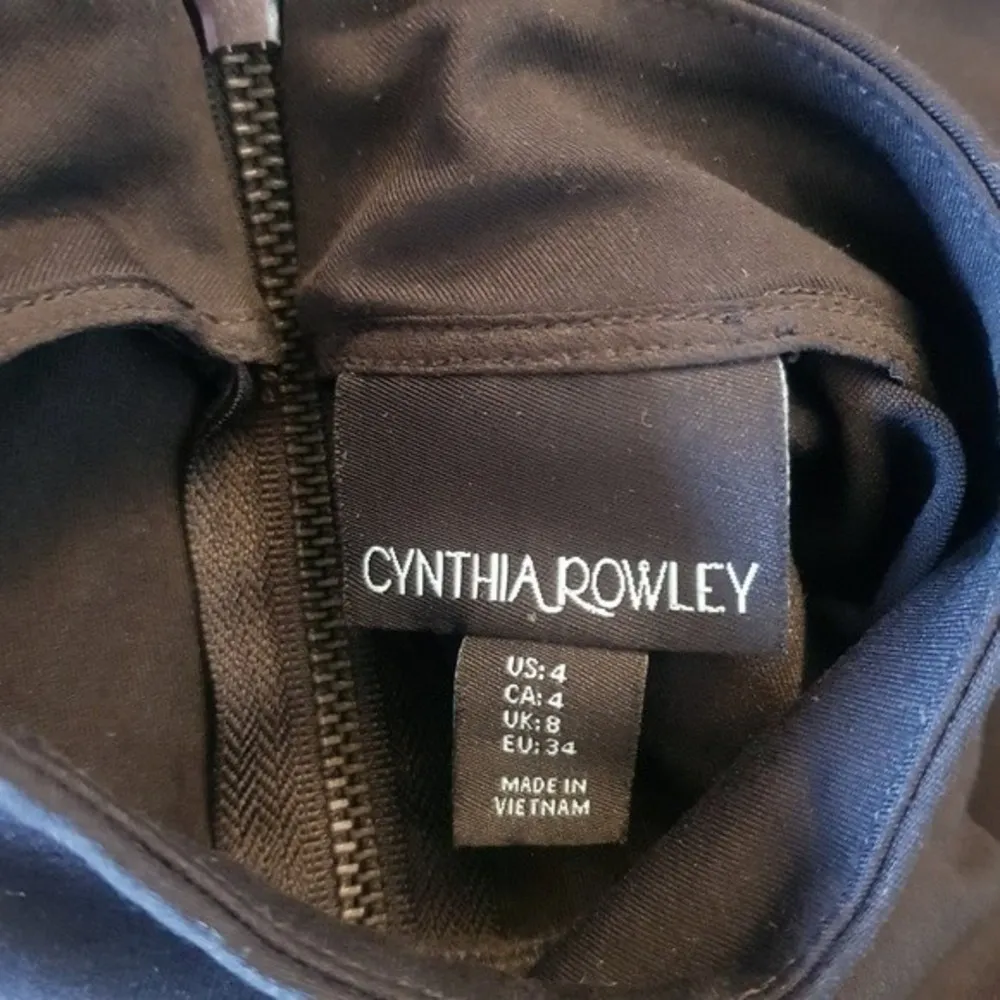 CYNTHIA ROWLEY
US: 4
CA: 4
UK: 8
EU: 34
MADE IN
VIETNAM